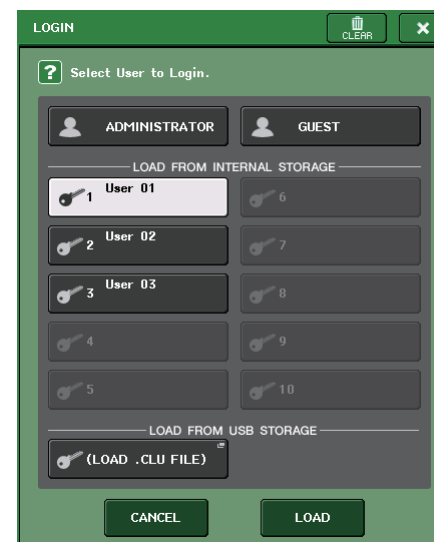 LOGIN
CLEAR
? Select User to Login.
ADMINISTRATOR
GUEST
LOAD FROM INTERNAL STORAGE
1 User 01
6
2 User 02
7
3 User 03
8
4
9
5
10
LOAD FROM USB STORAGE
(LOAD .CLU FILE)
CANCEL
LOAD